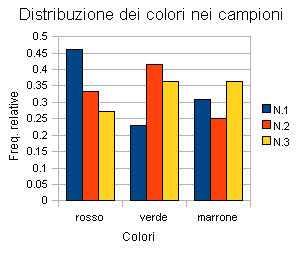 Distribuzione dei colori nei campioni
0.5
0.45
0.4
0.35
0.3
0.25
0.2
0.15
0.1
0.05
0
Freq. relative
rosso verde marrone
Colori
N.1
N.2
N.3